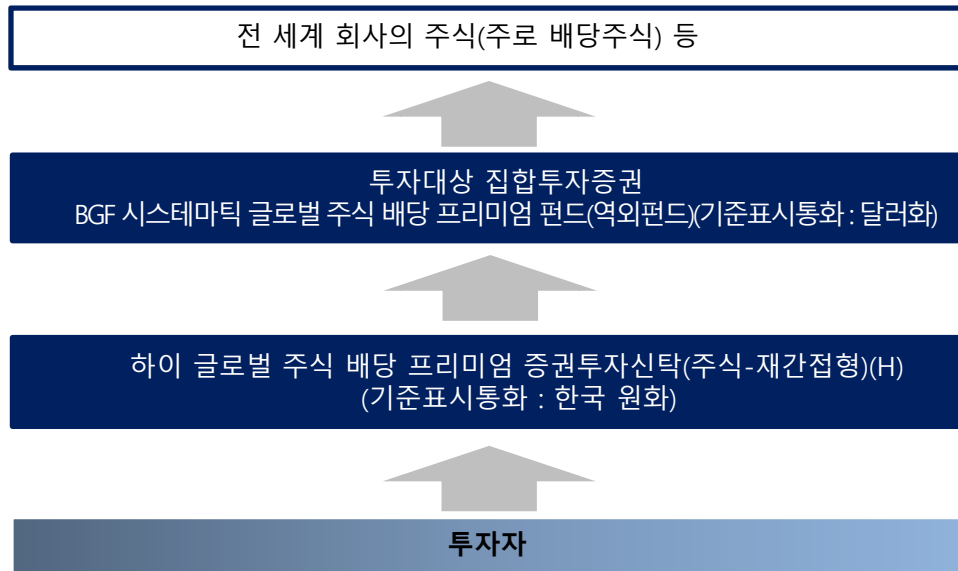 전 세계 회사의 주식(주로 배당주식) 등
투자대상 집합투자증권
BGF 시스테마틱 글로벌 주식 배당 프리미엄 펀드(역외펀드)(기준표시통화 : 달러화)
하이 글로벌 주식 배당 프리미엄 증권투자신탁(주식-재간접형)(H)
(기준표시통화 : 한국 원화)
투자자